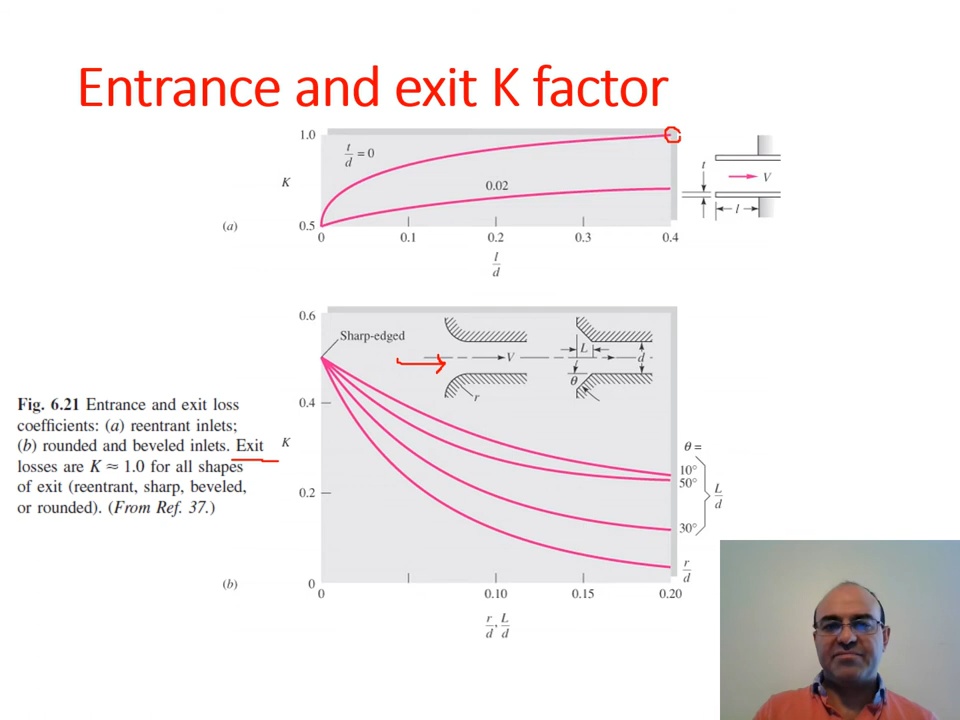 Entrance and exit K factor
1.0
t/d = 0
K
0.02
(a)
0.5
0 0.1 0.2 0.3 0.4
l/d
t
V
l
0.6
Sharp-edged
V
L
d
θ
r
0.4
Fig. 6.21 Entrance and exit loss
coefficients: (a) reentrant inlets;
(b) rounded and beveled inlets. Exit
losses are K ≈ 1.0 for all shapes
of exit (reentrant, sharp, beveled,
or rounded). (From Ref. 37.)
K
θ =
10°
50°
L/d
0.2
30°
r/d
(b)
0
0 0.10 0.15 0.20
r/d, L/d